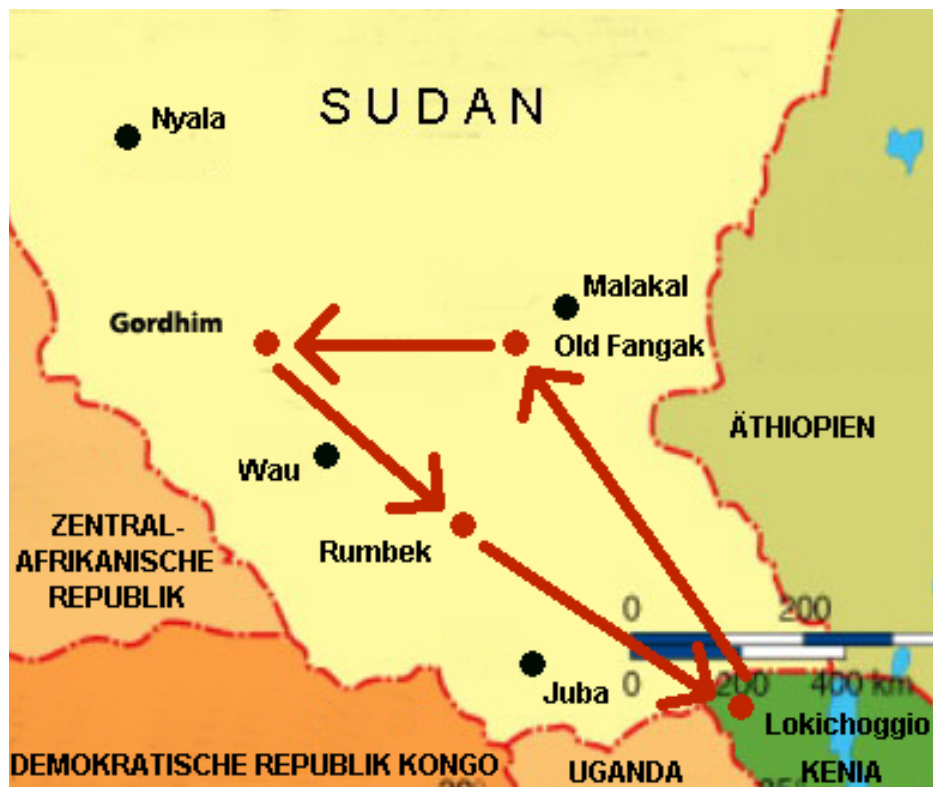 SUDAN
Nyala
Malakal
Gordhim
Old Fangak
ÄTHIOPIEN
Wau
ZENTRAL-
AFRIKANISCHE
REPUBLIK
Rumbek
0 200
Juba
0 200 400 km
Lokichoggio
DEMOKRATISCHE REPUBLIK KONGO
UGANDA
KENIA